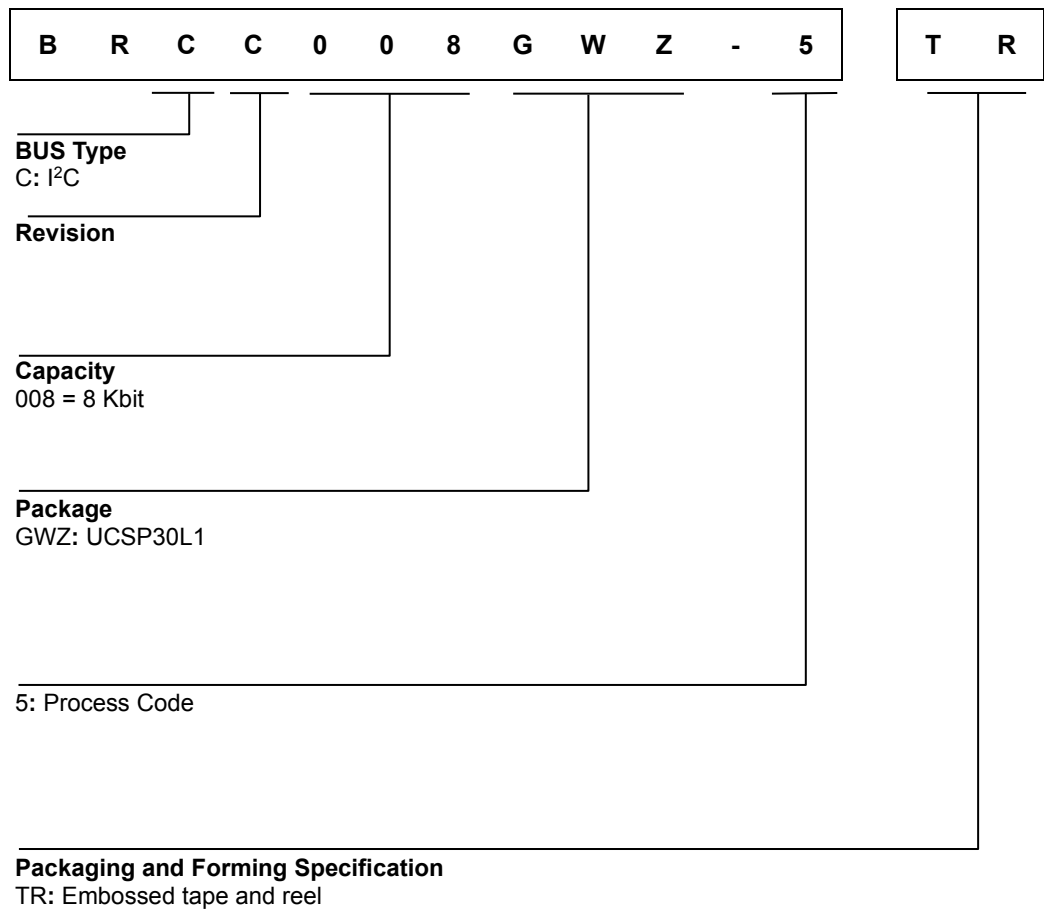 B R C C 0 0 8 G W Z - 5 T R
BUS Type
C: I²C
Revision
Capacity
008 = 8 Kbit
Package
GWZ: UCSP30L1
5: Process Code
Packaging and Forming Specification
TR: Embossed tape and reel